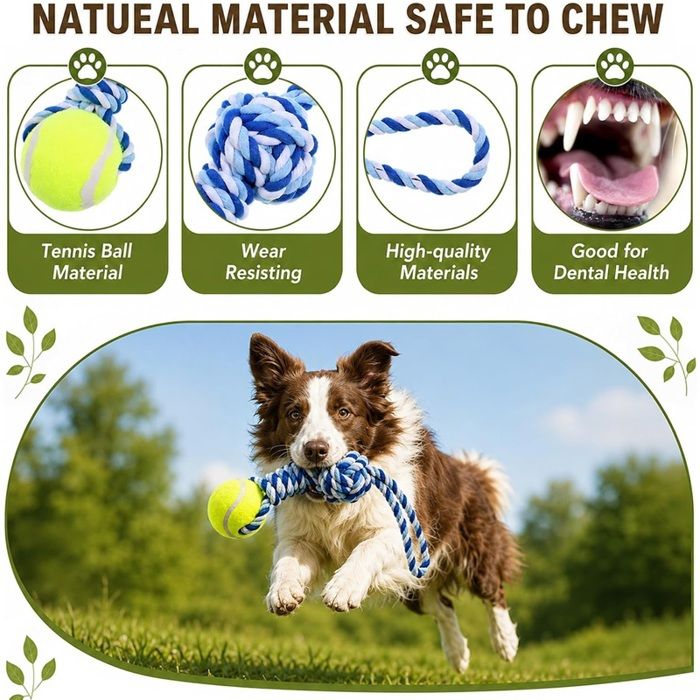 NATUEAL MATERIAL SAFE TO CHEW
Tennis Ball
Material
Wear
Resisting
High-quality
Materials
Good for
Dental Health